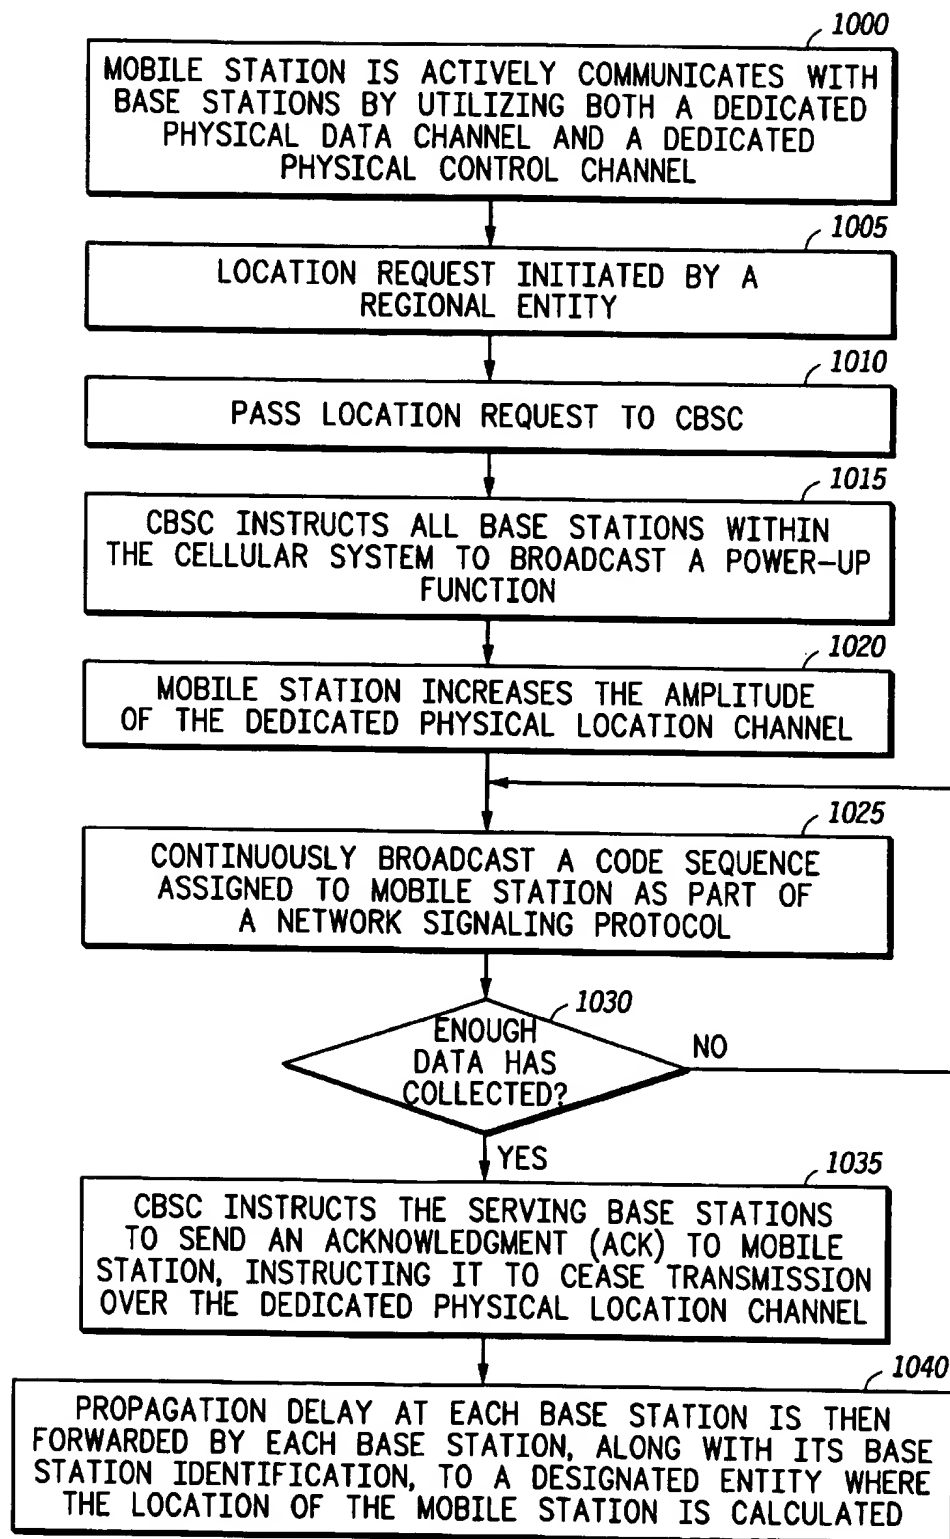 1000
MOBILE STATION IS ACTIVELY COMMUNICATES WITH
BASE STATIONS BY UTILIZING BOTH A DEDICATED
PHYSICAL DATA CHANNEL AND A DEDICATED
PHYSICAL CONTROL CHANNEL
1005
LOCATION REQUEST INITIATED BY A
REGIONAL ENTITY
1010
PASS LOCATION REQUEST TO CBSC
1015
CBSC INSTRUCTS ALL BASE STATIONS WITHIN
THE CELLULAR SYSTEM TO BROADCAST A POWER-UP
FUNCTION
1020
MOBILE STATION INCREASES THE AMPLITUDE
OF THE DEDICATED PHYSICAL LOCATION CHANNEL
1025
CONTINUOUSLY BROADCAST A CODE SEQUENCE
ASSIGNED TO MOBILE STATION AS PART OF
A NETWORK SIGNALING PROTOCOL
1030
ENOUGH
DATA HAS
COLLECTED?
NO
YES
1035
CBSC INSTRUCTS THE SERVING BASE STATIONS
TO SEND AN ACKNOWLEDGMENT (ACK) TO MOBILE
STATION, INSTRUCTING IT TO CEASE TRANSMISSION
OVER THE DEDICATED PHYSICAL LOCATION CHANNEL
1040
PROPAGATION DELAY AT EACH BASE STATION IS THEN
FORWARDED BY EACH BASE STATION, ALONG WITH ITS BASE
STATION IDENTIFICATION, TO A DESIGNATED ENTITY WHERE
THE LOCATION OF THE MOBILE STATION IS CALCULATED